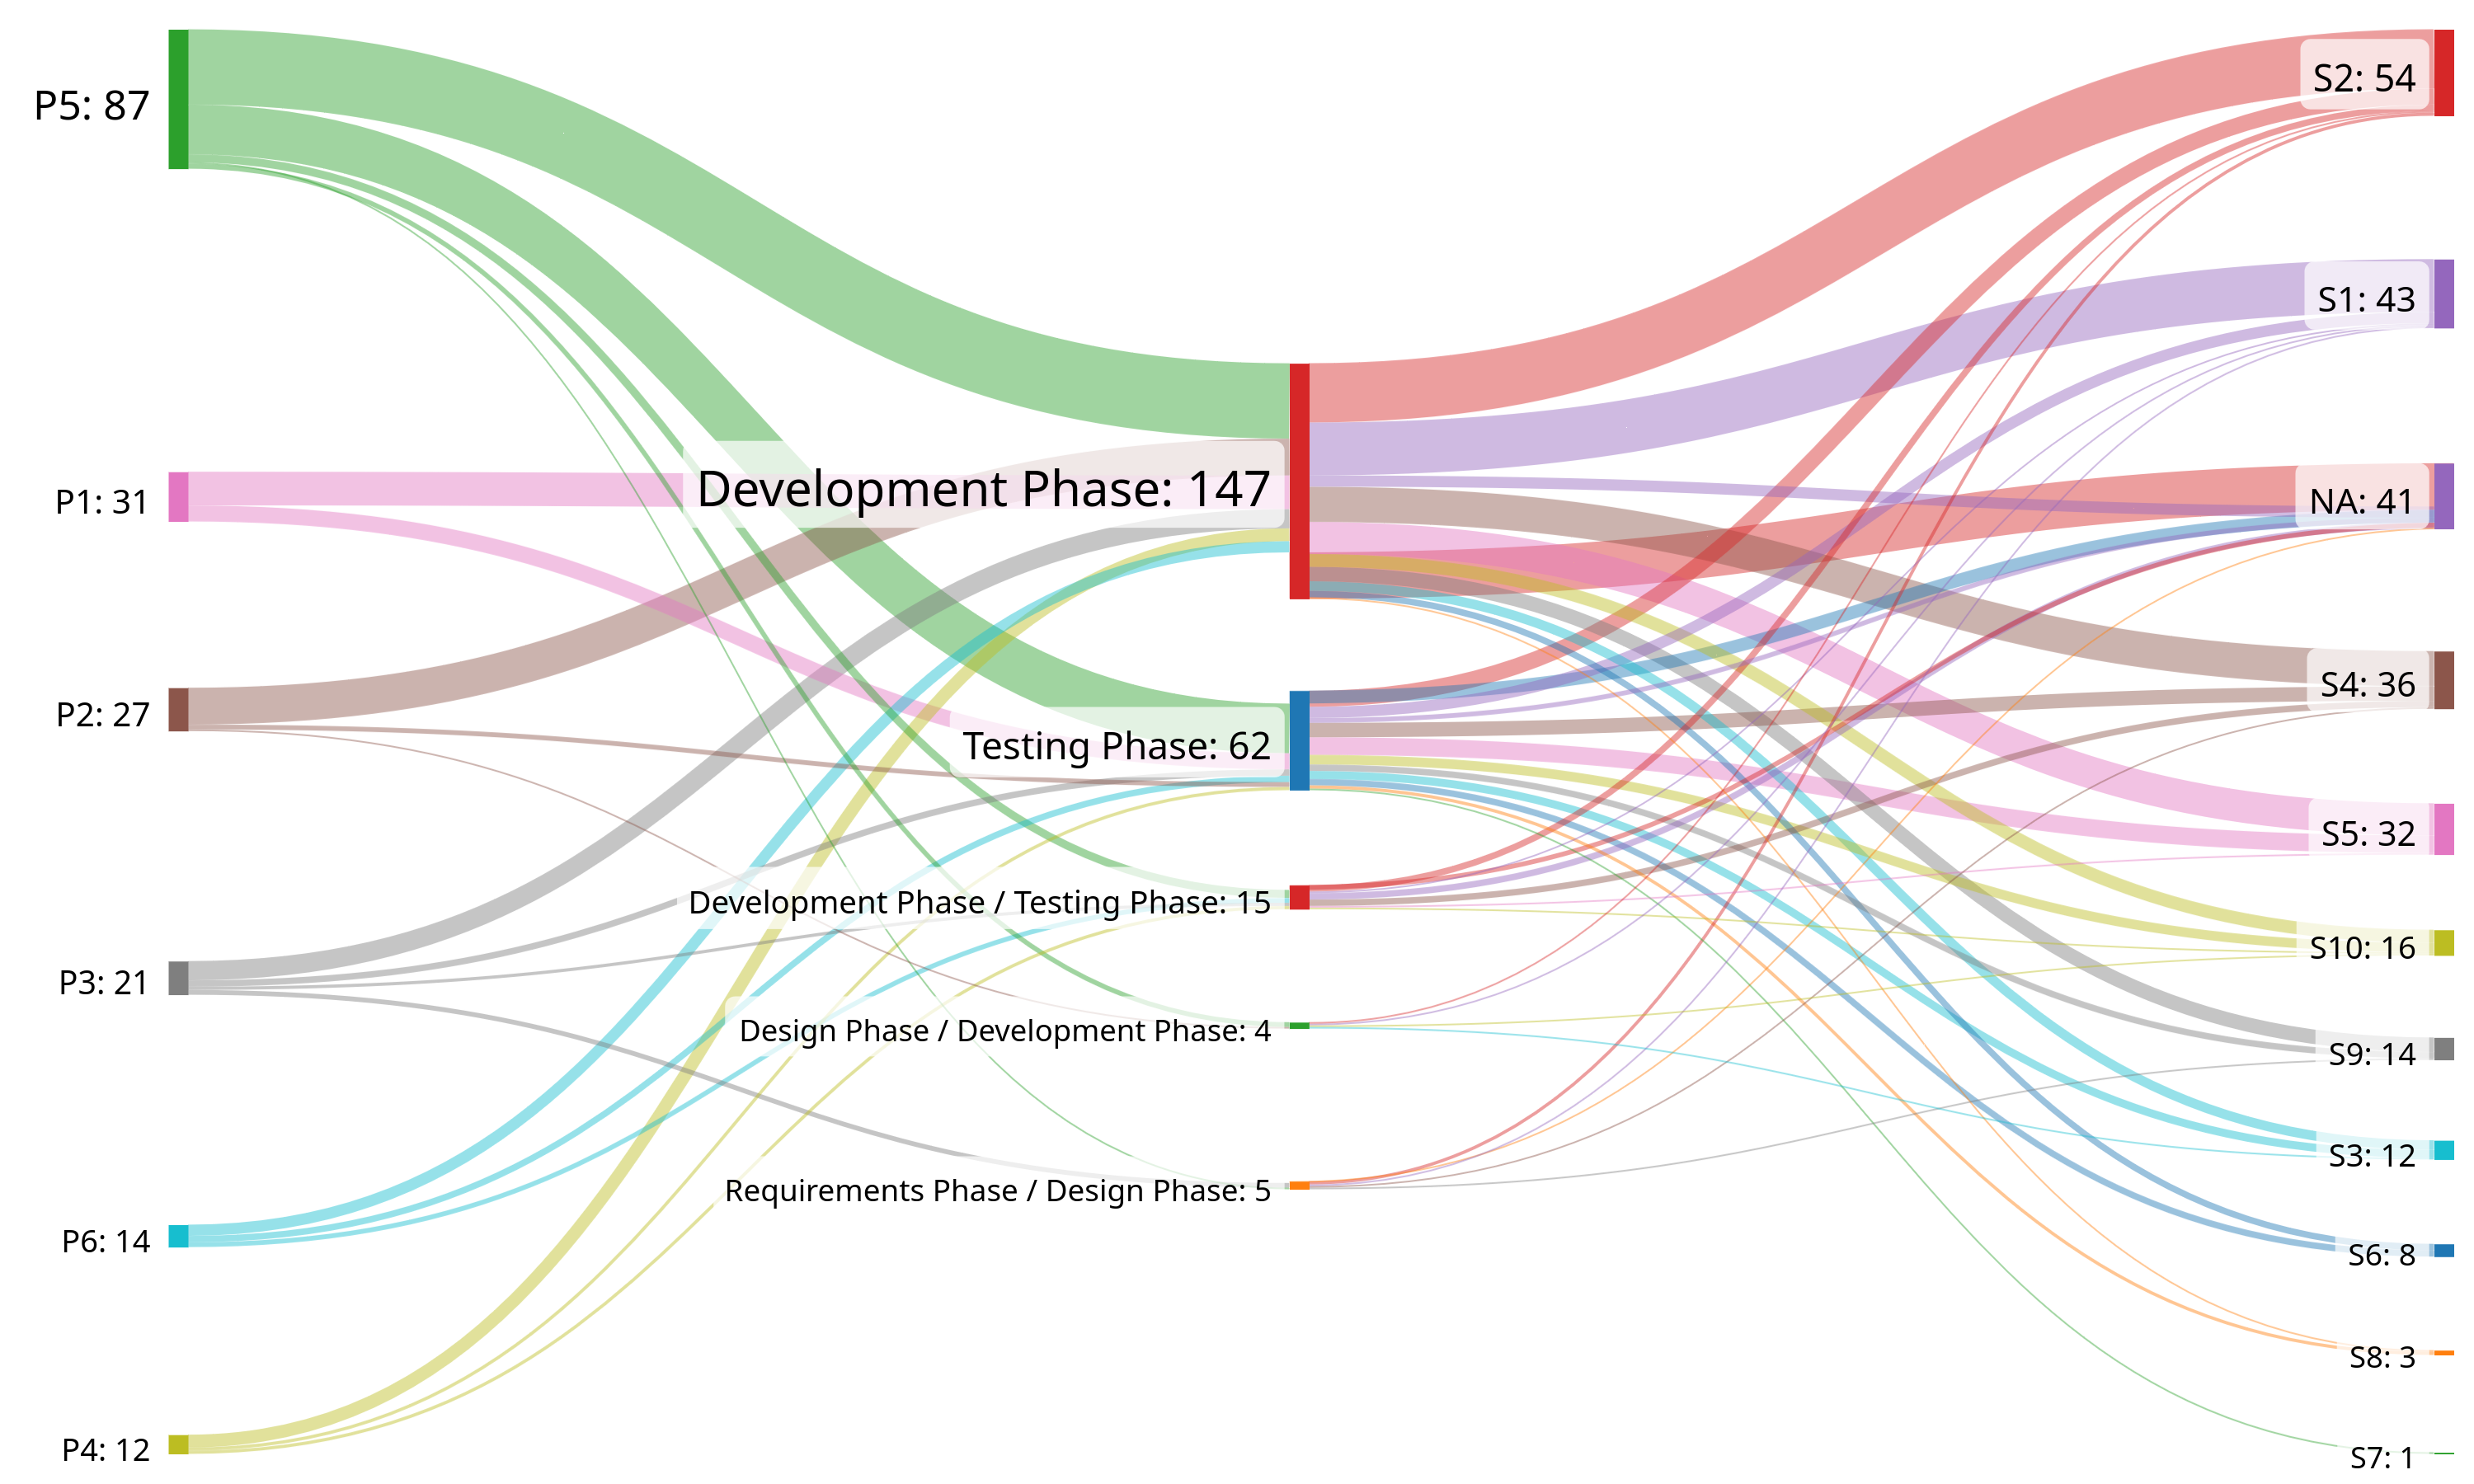 P5: 87
P1: 31
P2: 27
P3: 21
P6: 14
P4: 12
Development Phase: 147
Testing Phase: 62
Development Phase / Testing Phase: 15
Design Phase / Development Phase: 4
Requirements Phase / Design Phase: 5
S2: 54
S1: 43
NA: 41
S4: 36
S5: 32
S10: 16
S9: 14
S3: 12
S6: 8
S8: 3
S7: 1